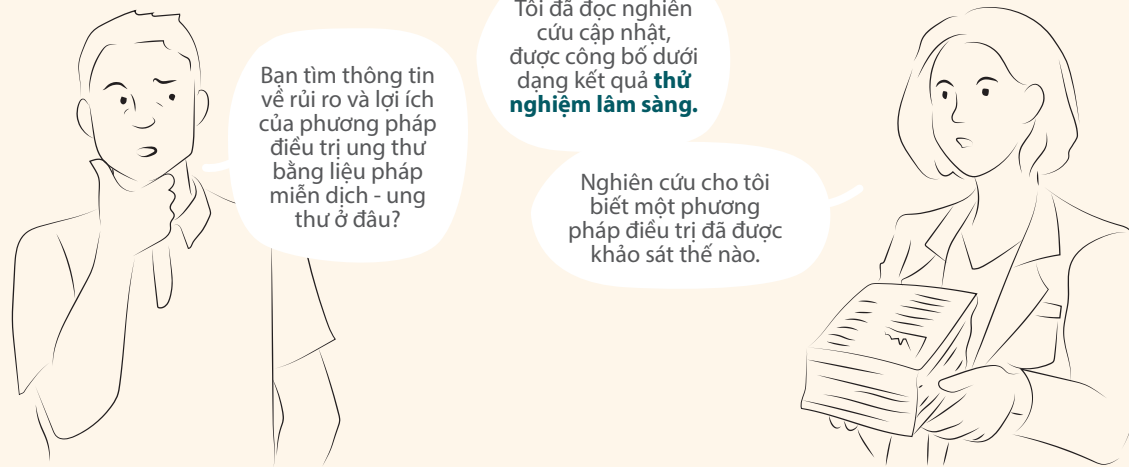 Bạn tìm thông tin
về rủi ro và lợi ích
của phương pháp
điều trị ung thư
bằng liệu pháp
miễn dịch - ung
thư ở đâu?
Tôi đã đọc nghiên
cứu cập nhật,
được công bố dưới
dạng kết quả thử
nghiệm lâm sàng.
Nghiên cứu cho tôi
biết một phương
pháp điều trị đã được
khảo sát thế nào.